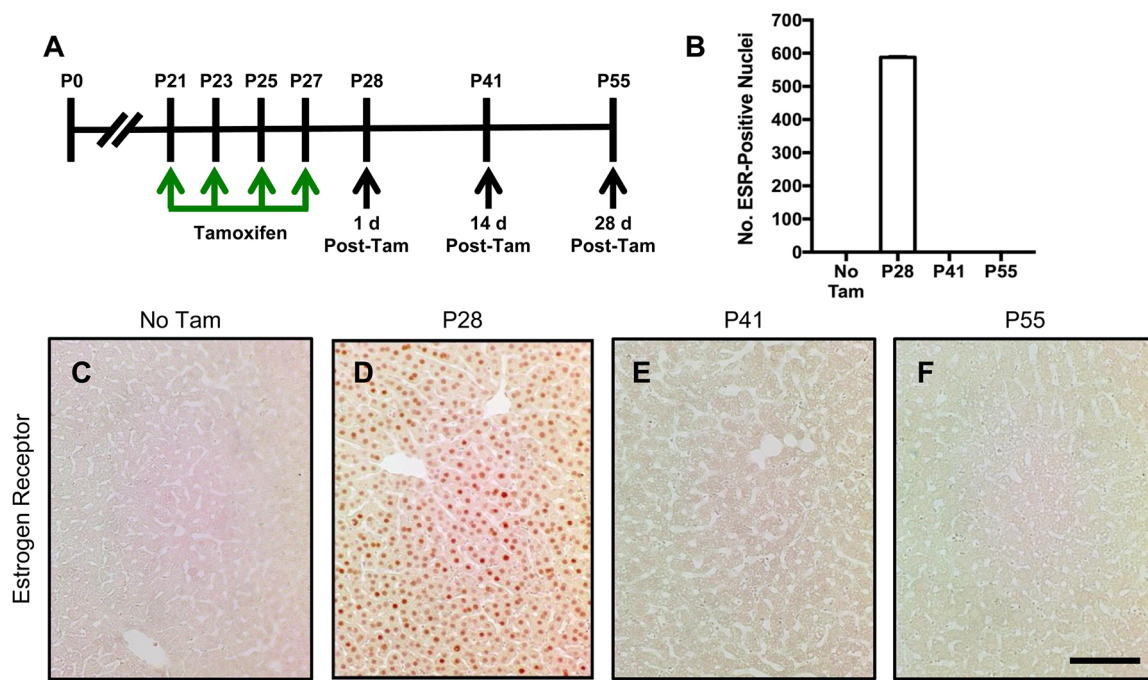 A
P0 P21 P23 P25 P27 P28 P41 P55
Tamoxifen
1 d
Post-Tam
14 d
Post-Tam
28 d
Post-Tam
B
No. ESR-Positive Nuclei
700
600
500
400
300
200
100
0
No
Tam
P28
P41
P55
No Tam
P28
P41
P55
Estrogen Receptor
C
D
E
F